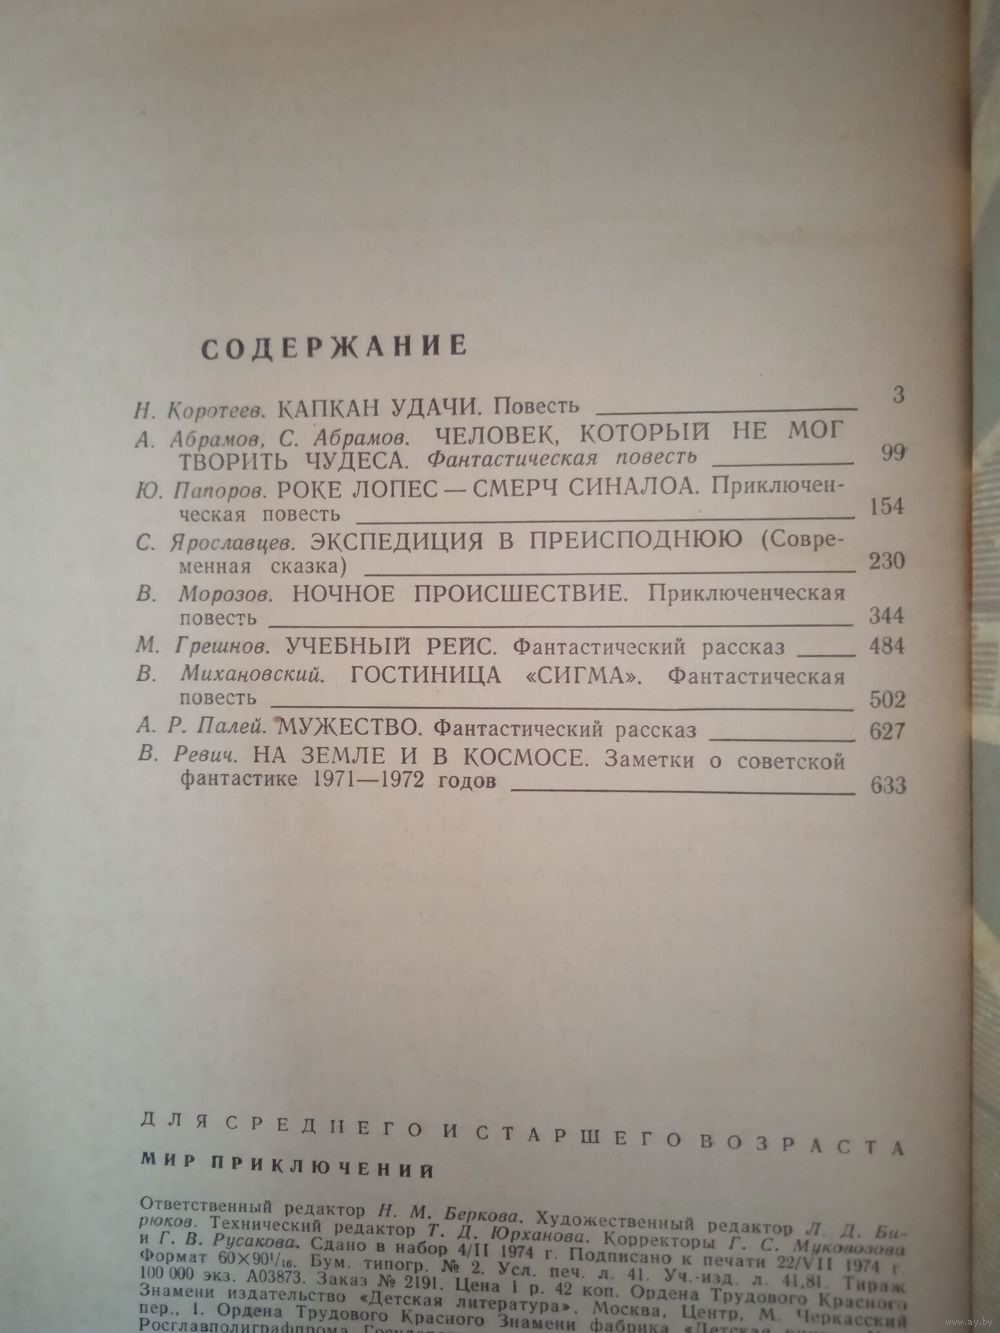 СОДЕРЖАНИЕ
Н. Коротеев. КАПКАН УДАЧИ. Повесть 3
А. Абрамов, С. Абрамов. ЧЕЛОВЕК, КОТОРЫЙ НЕ МОГ
ТВОРИТЬ ЧУДЕСА. Фантастическая повесть 99
Ю. Папоров. РОКЕ ЛОПЕС — СМЕРЧ СИНАЛОА. Приключен-
ческая повесть 154
С. Ярославцев. ЭКСПЕДИЦИЯ В ПРЕИСПОДНЮЮ (Совре-
менная сказка) 230
В. Морозов. НОЧНОЕ ПРОИСШЕСТВИЕ. Приключенческая
повесть 344
М. Грешнов. УЧЕБНЫЙ РЕЙС. Фантастический рассказ 484
В. Михановский. ГОСТИНИЦА «СИГМА». Фантастическая
повесть 502
А. Р. Палей. МУЖЕСТВО. Фантастический рассказ 627
В. Ревич. НА ЗЕМЛЕ И В КОСМОСЕ. Заметки о советской
фантастике 1971—1972 годов 633
ДЛЯ СРЕДНЕГО И СТАРШЕГО ВОЗРАСТА
МИР ПРИКЛЮЧЕНИЙ
Ответственный редактор Н. М. Беркова. Художественный редактор Л. Д. Би-
рюков. Технический редактор Т. Д. Юрханова. Корректоры Г. С. Муковозова
и Г. В. Русакова. Сдано в набор 4/II 1974 г. Подписано к печати 22/VII 1974 г.
Формат 60×90¹/₁₆. Бум. типогр. № 2. Усл. печ. л. 41. Уч.-изд. л. 41,81. Тираж
100 000 экз. А03873. Заказ № 2191. Цена 1 р. 42 коп. Ордена Трудового Красного
Знамени издательство «Детская литература». Москва, Центр, М. Черкасский
пер., 1. Ордена Трудового Красного Знамени фабрика «Детская
Росглавполиграфпрома
www.ay.by